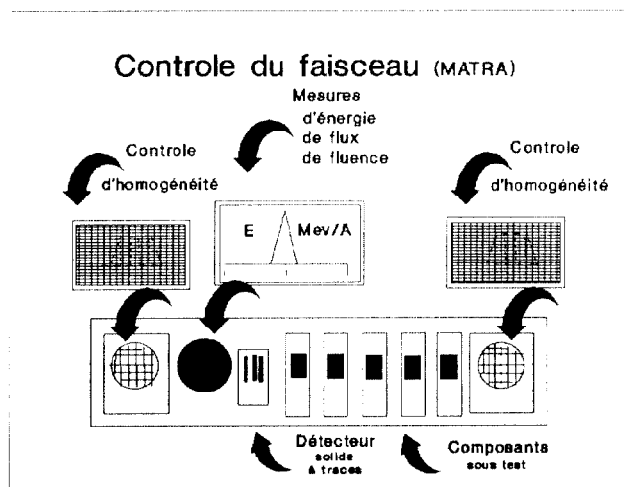 Controle du faisceau (MATRA)
Mesures
d'énergie
de flux
de fluence
Controle
d'homogénéité
Controle
d'homogénéité
E Mev/A
Détecteur
solide
à traces
Composants
sous test